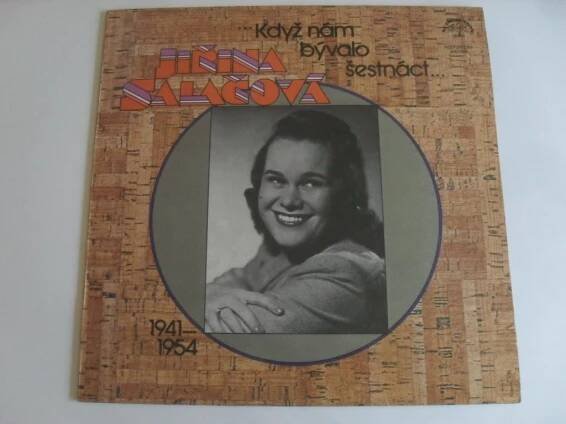 ...Když nám
bývalo
šestnáct...
JIŘINA
SALAČOVÁ
1941–
1954